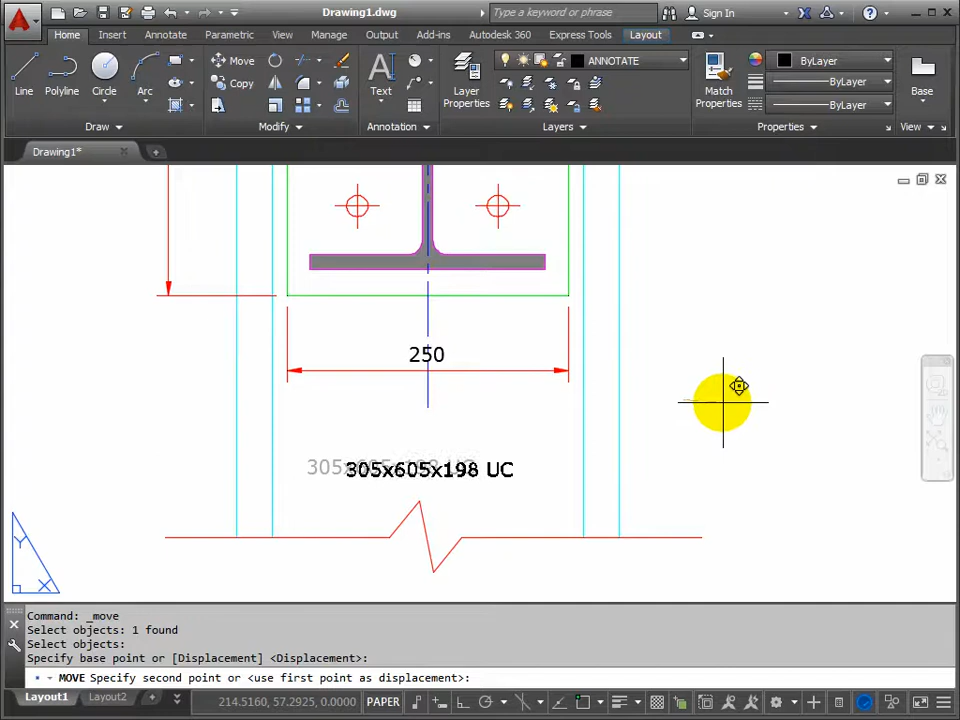 Drawing1.dwg
Type a keyword or phrase
Sign In
Home Insert Annotate Parametric View Manage Output Add-ins Autodesk 360 Express Tools Layout
Line Polyline Circle Arc
Move
Copy
Text
Layer Properties
ANNOTATE
Match Properties
ByLayer
ByLayer
ByLayer
Base
Draw Modify Annotation Layers Properties View
Drawing1*
250
305x605x198 UC
Y
X
Command: _move
Select objects: 1 found
Select objects:
Specify base point or [Displacement] <Displacement>:
MOVE Specify second point or <use first point as displacement>:
Layout1 Layout2 214.5160, 57.2925, 0.0000 PAPER